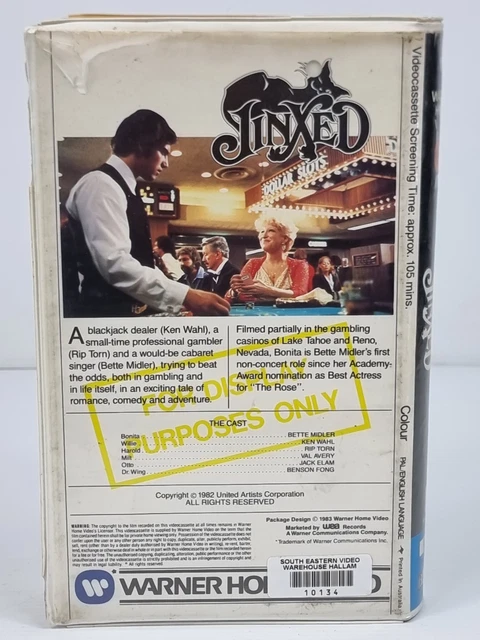 JINXED
DOLLAR SLOTS
Videocassette Screening Time: approx. 105 mins.
Colour
PAL/ENGLISH LANGUAGE
Printed in Australia
A blackjack dealer (Ken Wahl), a
small-time professional gambler
(Rip Torn) and a would-be cabaret
singer (Bette Midler), trying to beat
the odds, both in gambling and
in life itself, in an exciting tale of
romance, comedy and adventure.
Filmed partially in the gambling
casinos of Lake Tahoe and Reno,
Nevada, Bonita is Bette Midler's first
non-concert role since her Academy-
Award nomination as Best Actress
for "The Rose".
FOR DISPLAY
PURPOSES ONLY
THE CAST
Bonita BETTE MIDLER
Willie KEN WAHL
Harold RIP TORN
Milt VAL AVERY
Otto JACK ELAM
Dr. Wing BENSON FONG
Copyright © 1982 United Artists Corporation
ALL RIGHTS RESERVED
Package Design © 1983 Warner Home Video
Marketed by wea Records
A Warner Communications Company
* Trademark of Warner Communications Inc.
WARNER HOM
SOUTH EASTERN VIDEO
WAREHOUSE HALLAM
10134
JINXED